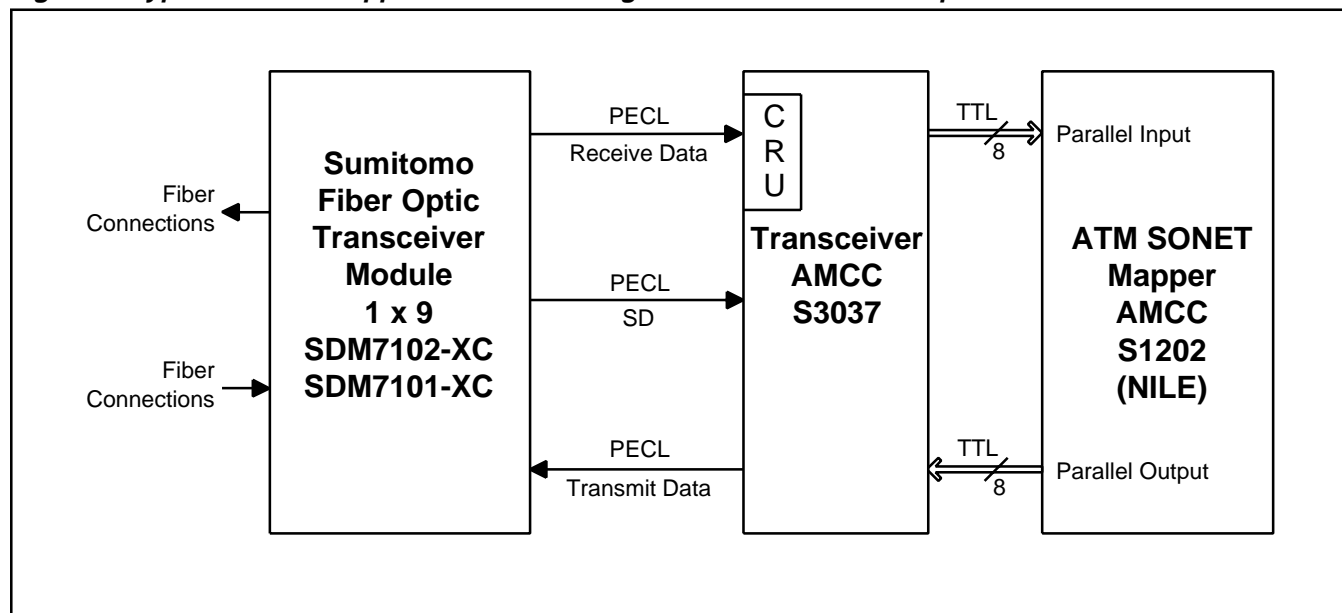 Fiber
Connections
Fiber
Connections
Sumitomo
Fiber Optic
Transceiver
Module
1 x 9
SDM7102-XC
SDM7101-XC
PECL
Receive Data
PECL
SD
PECL
Transmit Data
C
R
U
Transceiver
AMCC
S3037
TTL
8
TTL
8
Parallel Input
ATM SONET
Mapper
AMCC
S1202
(NILE)
Parallel Output